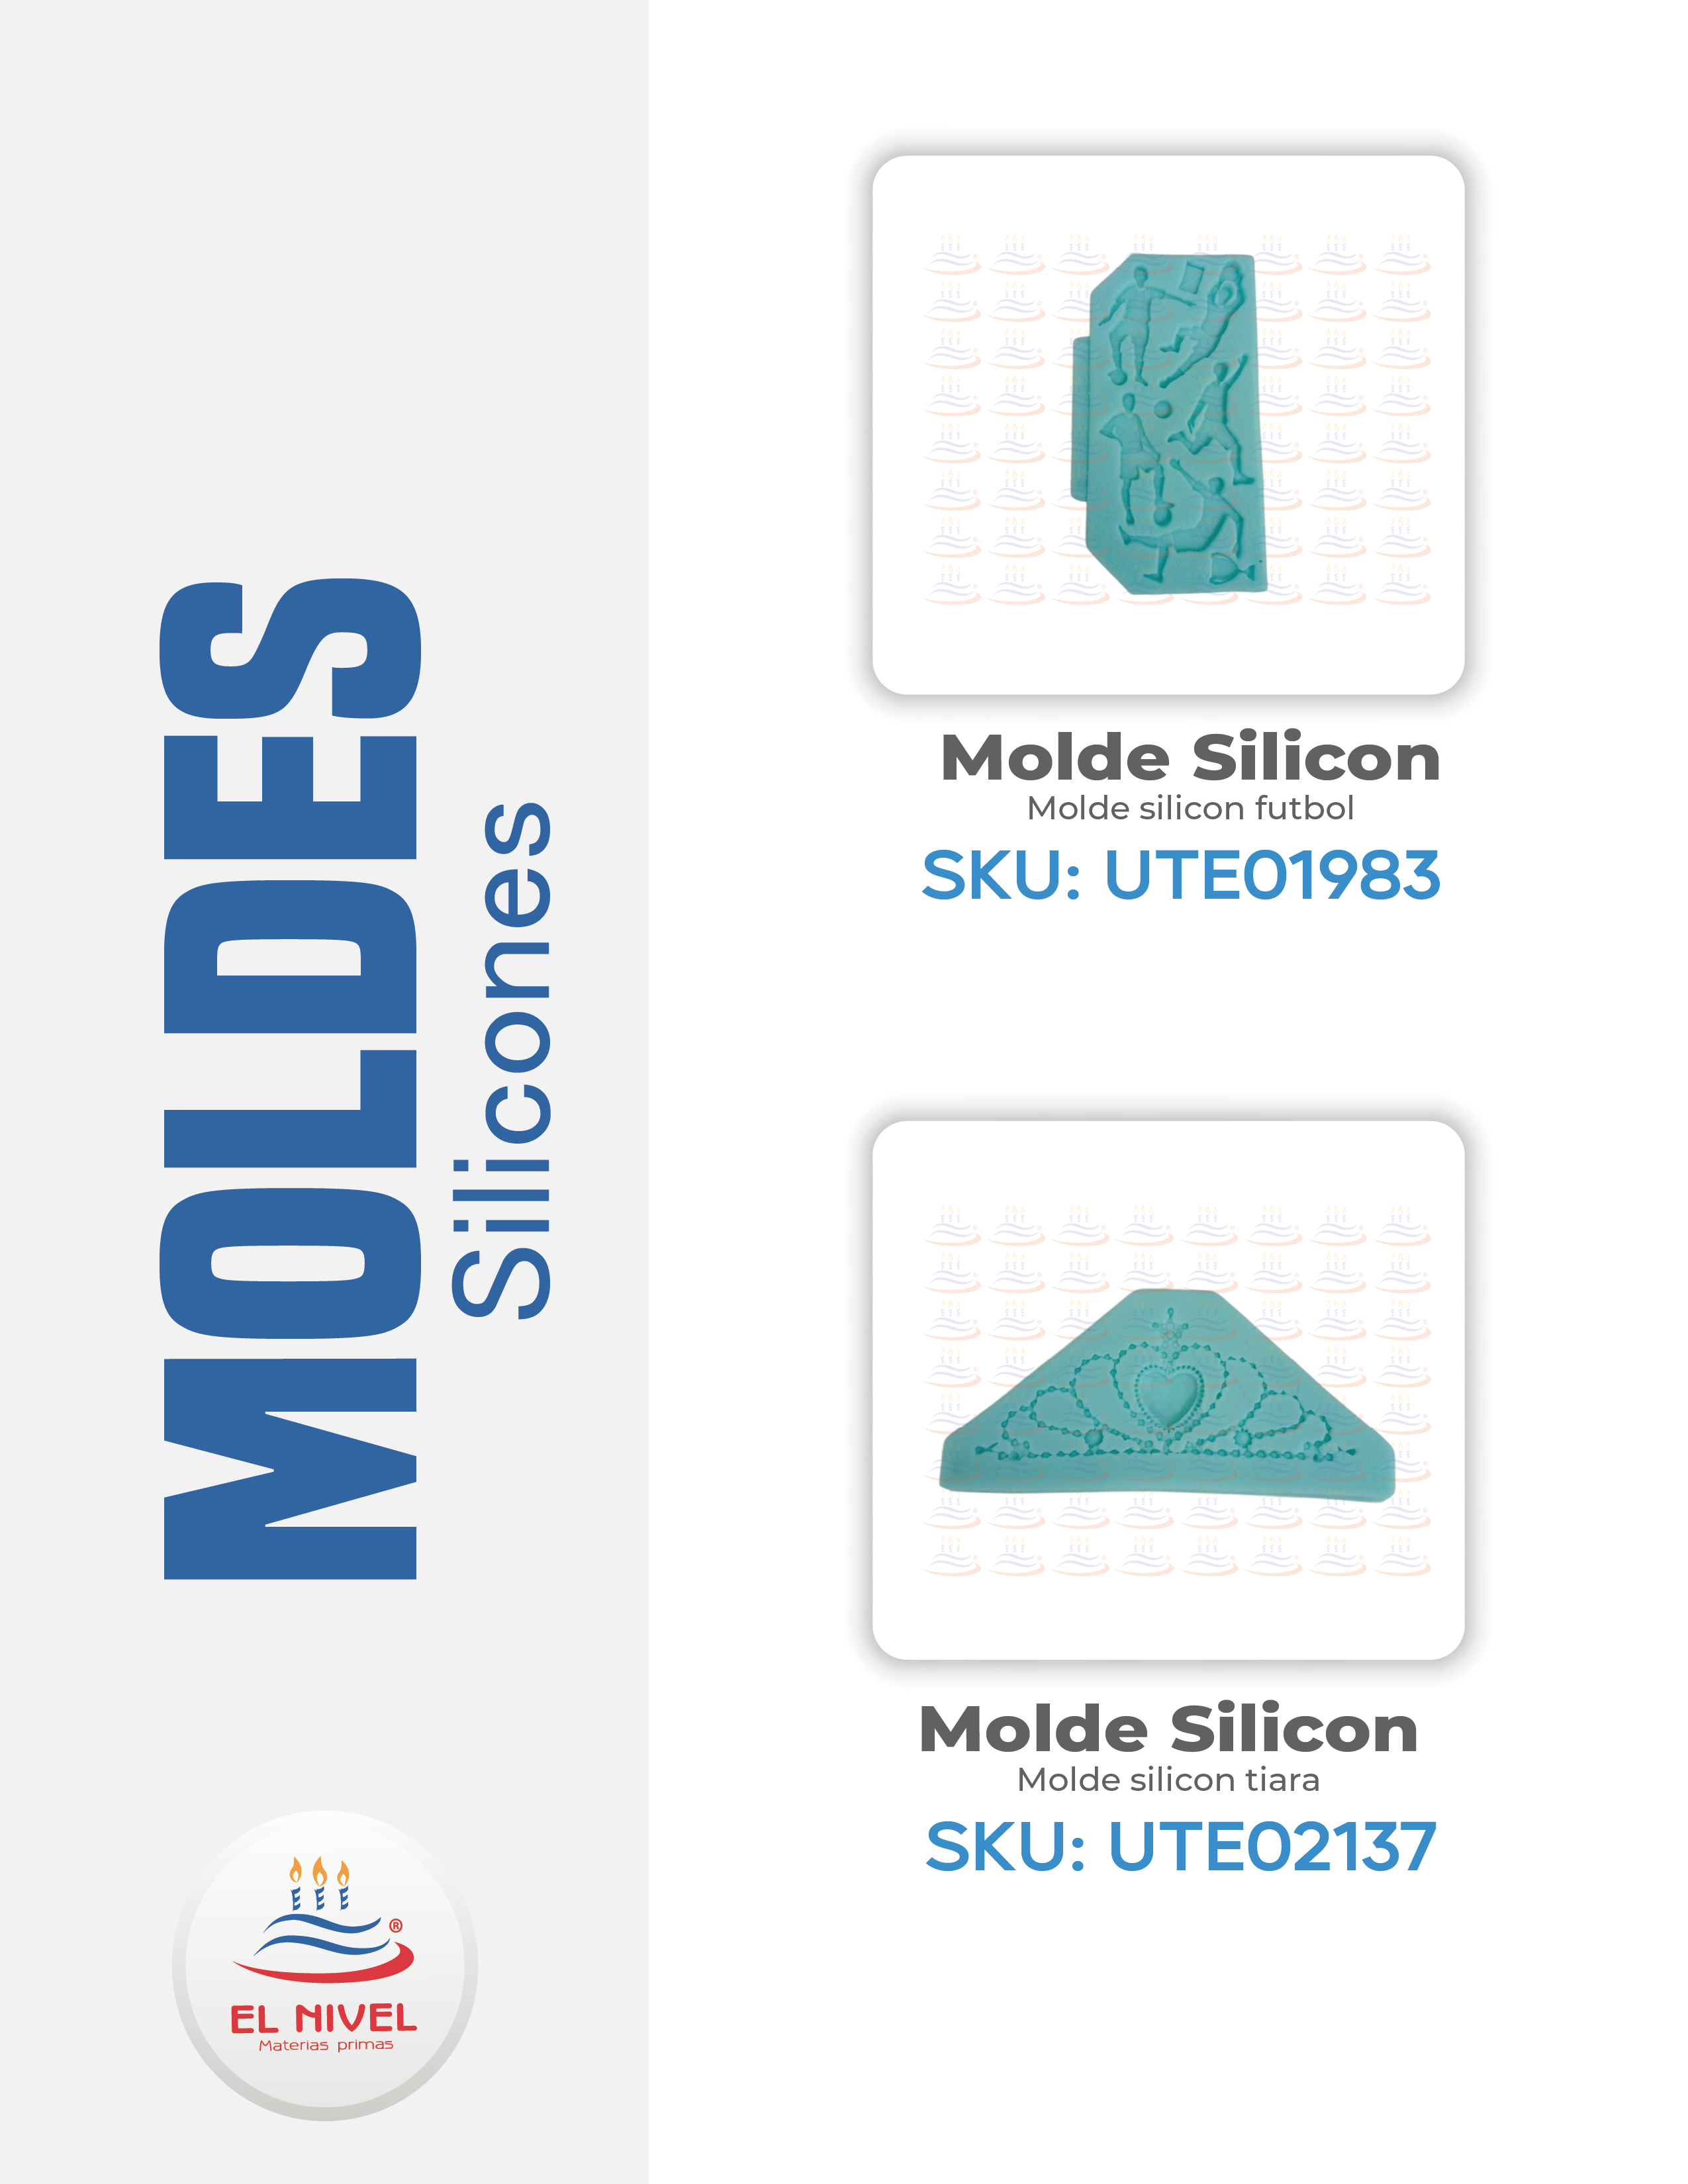 MOLDES
Silicones
Molde Silicon
Molde silicon futbol
SKU: UTE01983
Molde Silicon
Molde silicon tiara
SKU: UTE02137
®
EL NIVEL
Materias primas